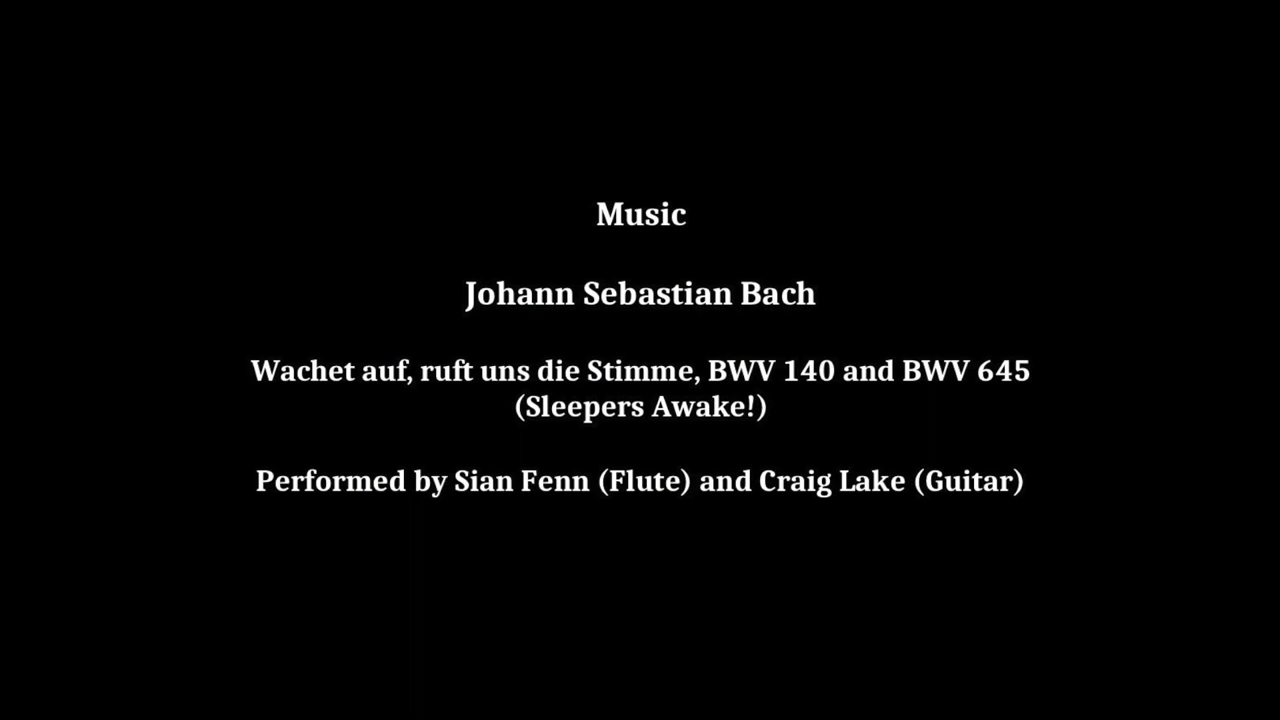 Music
Johann Sebastian Bach
Wachet auf, ruft uns die Stimme, BWV 140 and BWV 645
(Sleepers Awake!)
Performed by Sian Fenn (Flute) and Craig Lake (Guitar)